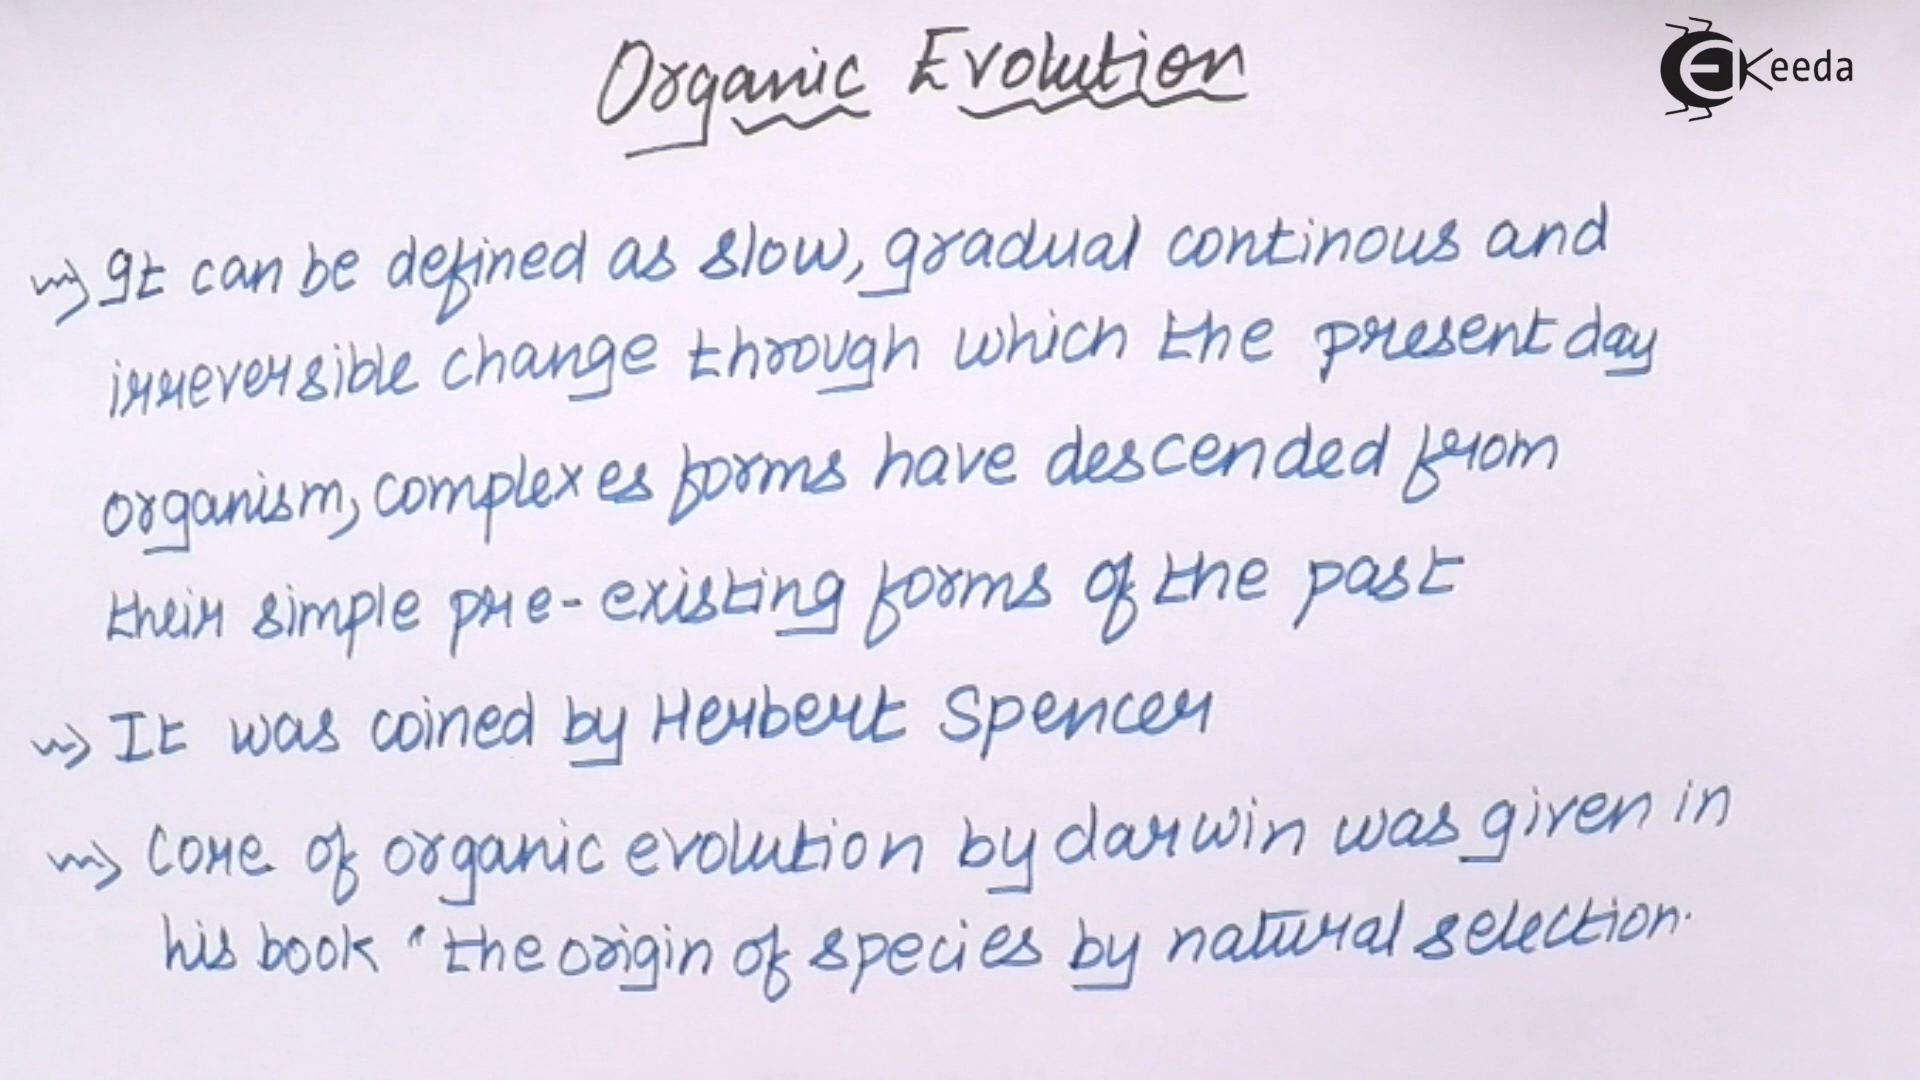 Organic Evolution
EKeeda
It can be defined as slow, gradual continous and
irreversible change through which the present day
organism, complexes forms have descended from
their simple pre-existing forms of the past
It was coined by Herbert Spencer
Core of organic evolution by darwin was given in
his book "the origin of species by natural selection.